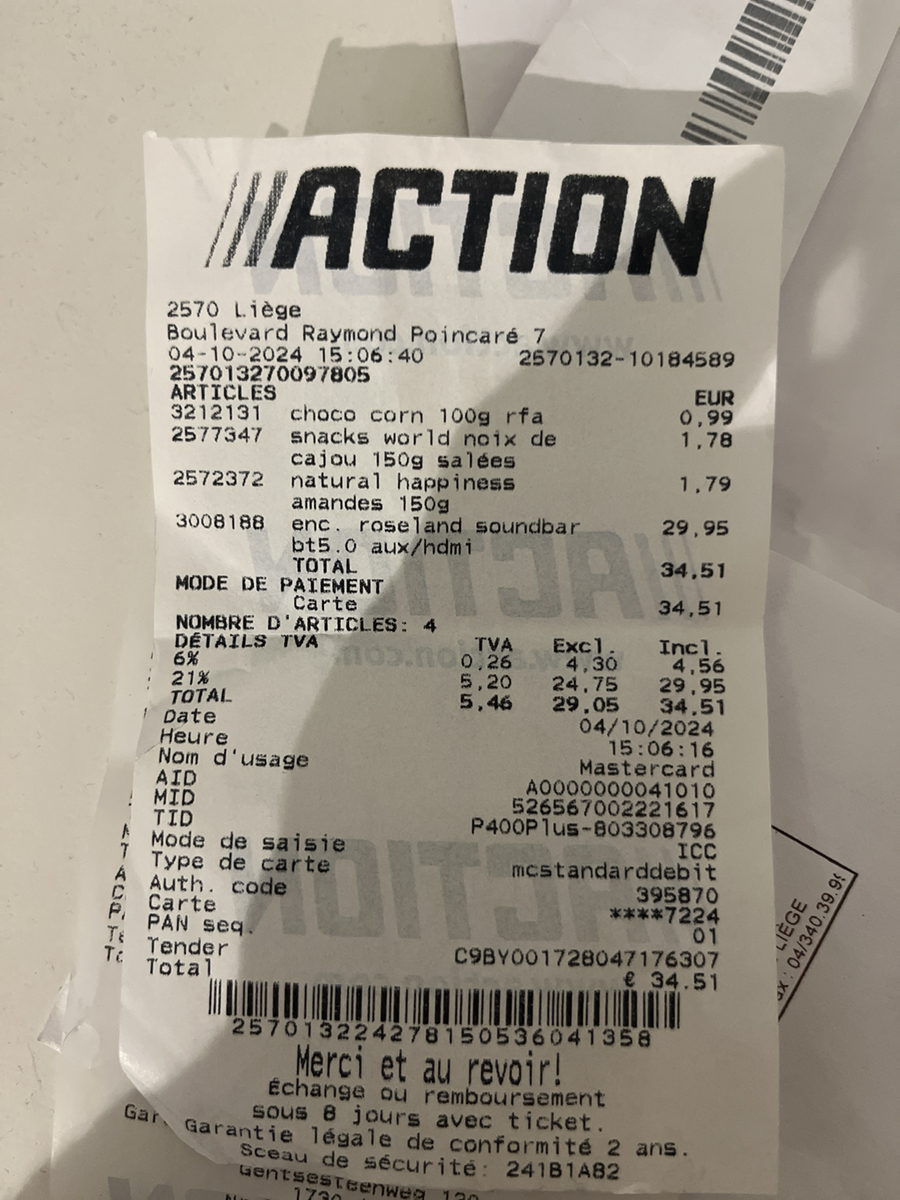 ACTION
2570 Liège
Boulevard Raymond Poincaré 7
04-10-2024 15:06:40 2570132-10184589
257013270097805
ARTICLES EUR
3212131 choco corn 100g rfa 0,99
2577347 snacks world noix de 1,78
cajou 150g salées
2572372 natural happiness 1,79
amandes 150g
3008188 enc. roseland soundbar 29,95
bt5.0 aux/hdmi
TOTAL 34,51
MODE DE PAIEMENT
Carte 34,51
NOMBRE D'ARTICLES: 4
DÉTAILS TVA TVA Excl. Incl.
6% 0,26 4,30 4,56
21% 5,20 24,75 29,95
TOTAL 5,46 29,05 34,51
Date 04/10/2024
Heure 15:06:16
Nom d'usage Mastercard
AID A0000000041010
MID 526567002221617
TID P400Plus-803308796
Mode de saisie ICC
Type de carte mcstandarddebit
Auth. code 395870
Carte ****7224
PAN seq. 01
Tender C9BY001728047176307
Total € 34.51
257013224278150536041358
Merci et au revoir!
Échange ou remboursement
sous 8 jours avec ticket.
Garantie légale de conformité 2 ans.
Sceau de sécurité: 241B1A82
Gentsesteenweg
1730
LIÈGE
04/340.39.9